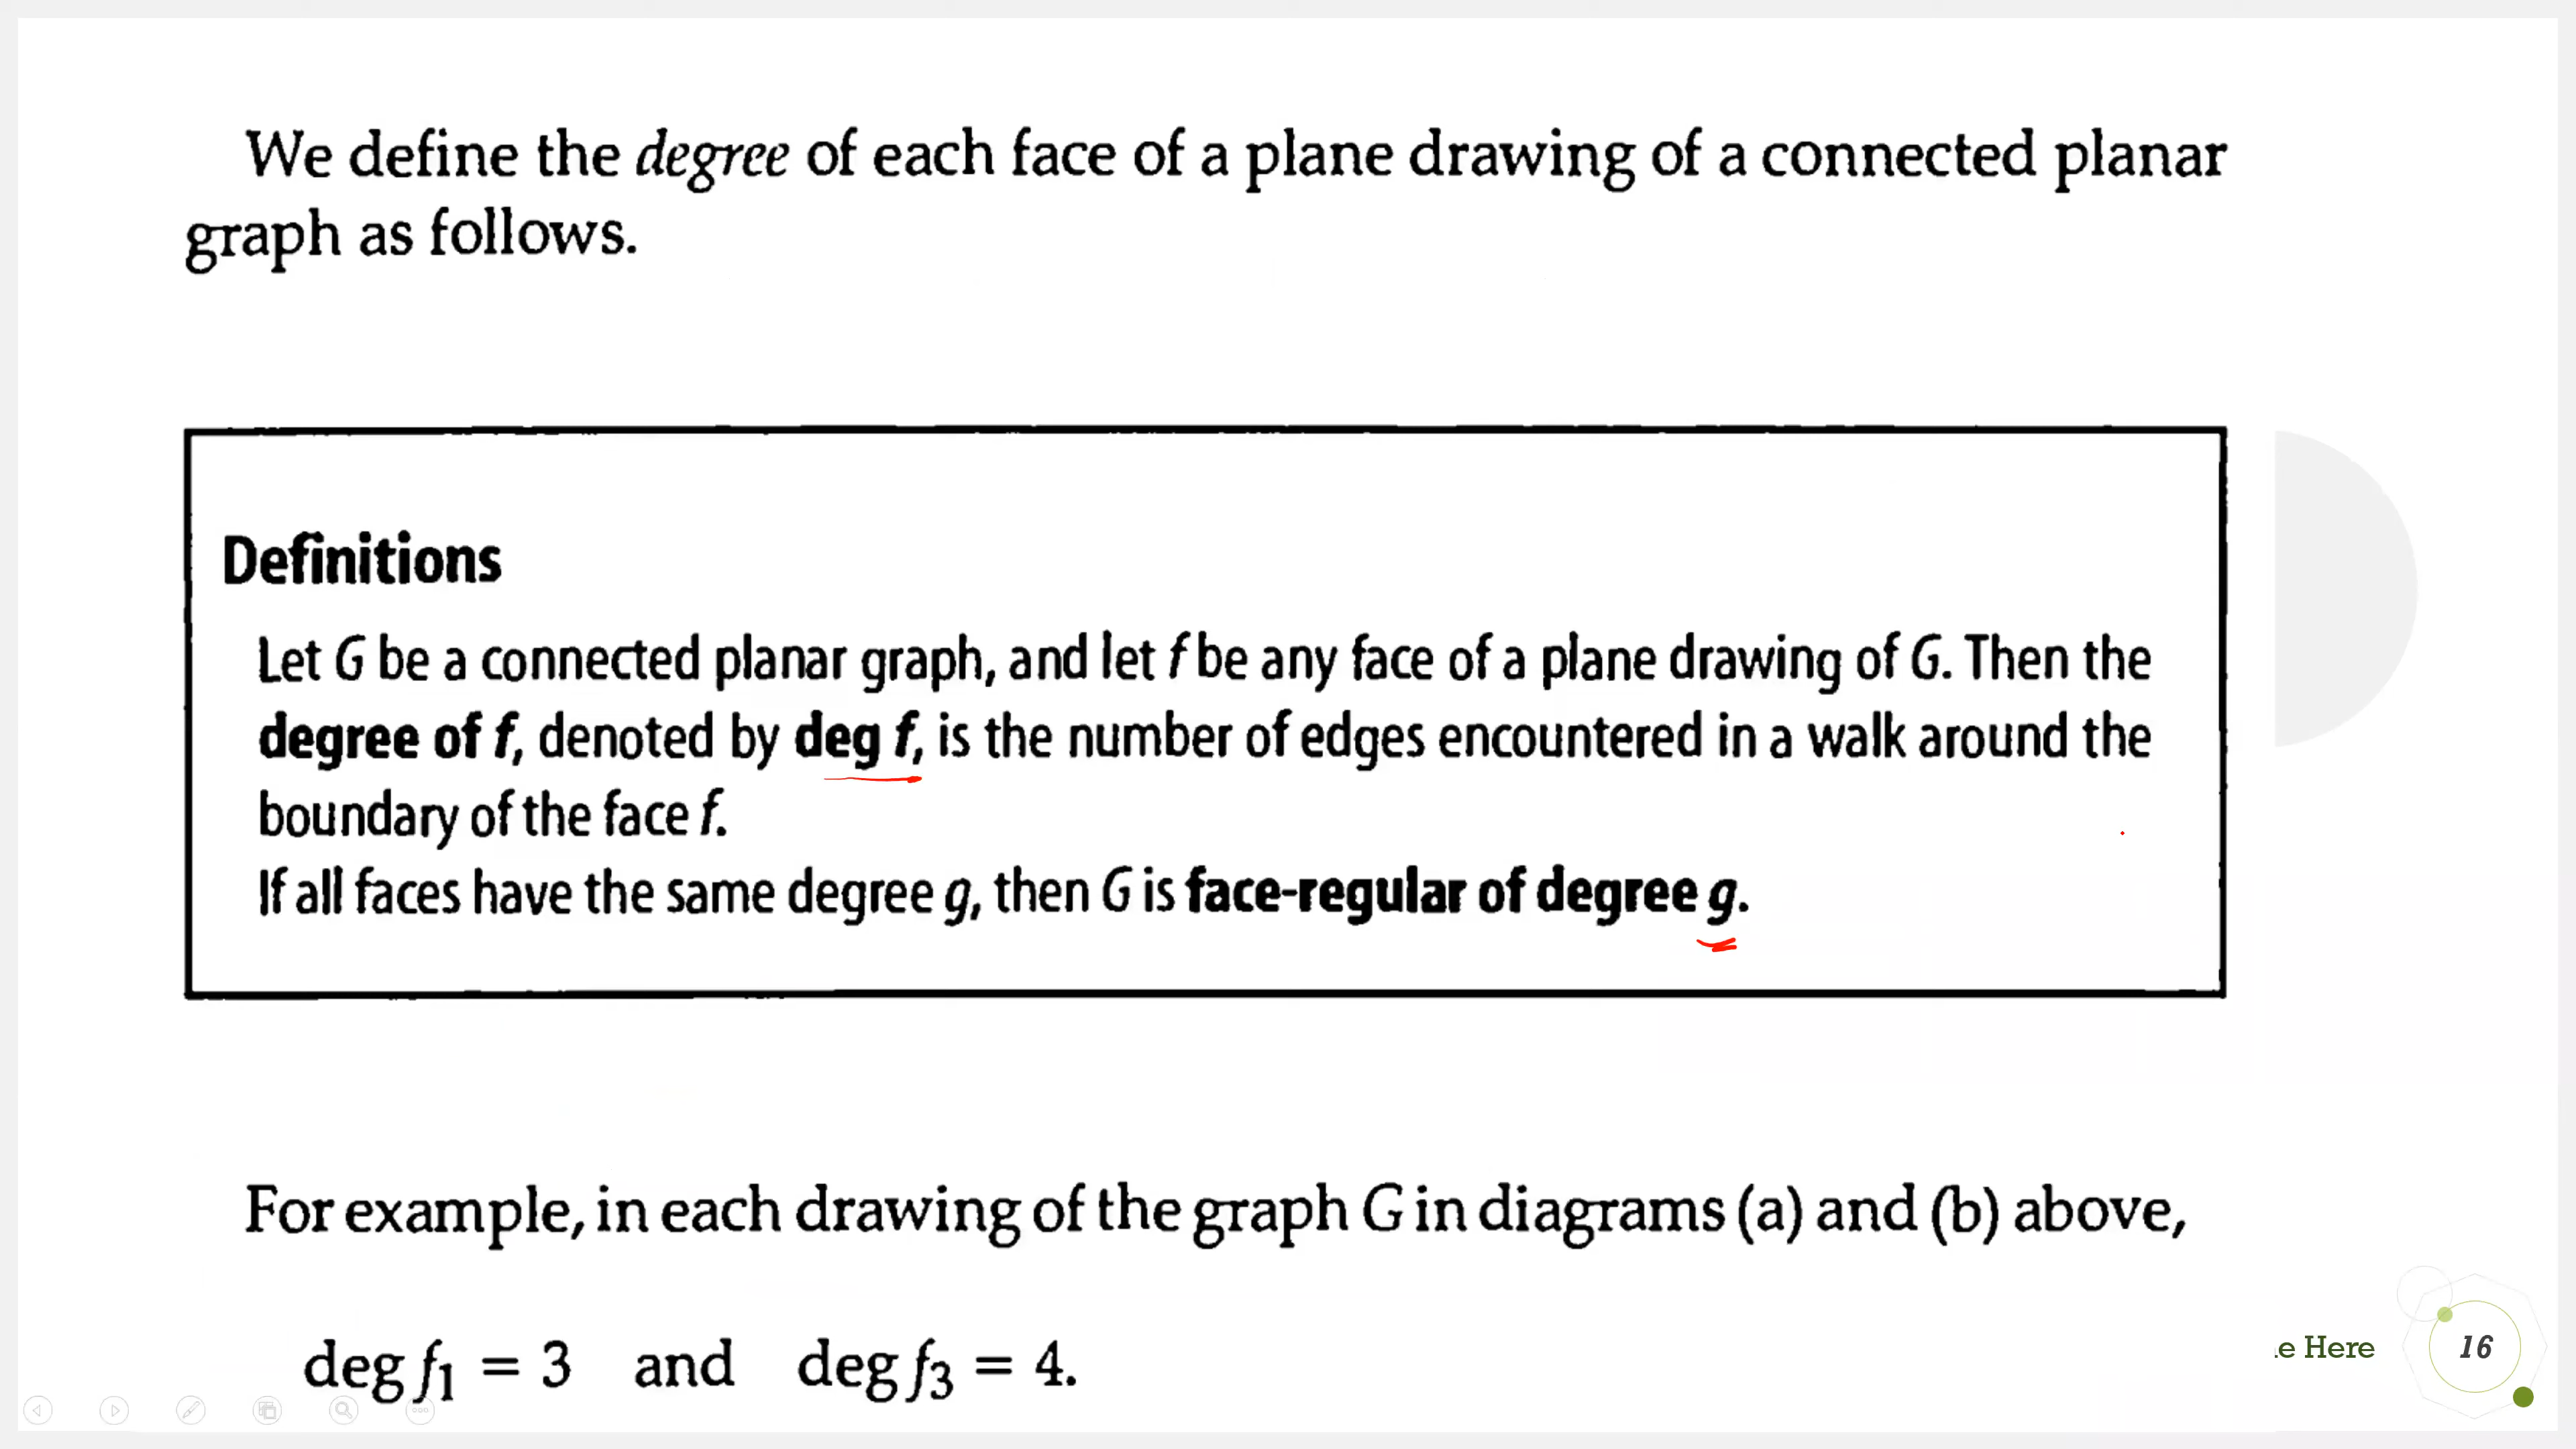 We define the degree of each face of a plane drawing of a connected planar
graph as follows.
Definitions
Let G be a connected planar graph, and let f be any face of a plane drawing of G. Then the
degree of f, denoted by deg f, is the number of edges encountered in a walk around the
boundary of the face f.
If all faces have the same degree g, then G is face-regular of degree g.
For example, in each drawing of the graph G in diagrams (a) and (b) above,
deg f₁ = 3 and deg f₃ = 4.
e Here
16